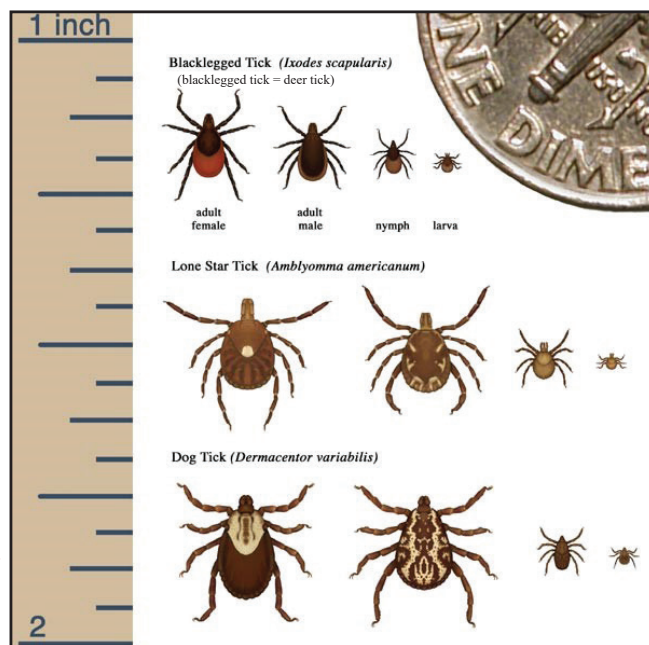 1 inch
Blacklegged Tick (Ixodes scapularis)
(blacklegged tick = deer tick)
adult female
adult male
nymph
larva
ONE DIME
Lone Star Tick (Amblyomma americanum)
Dog Tick (Dermacentor variabilis)
2